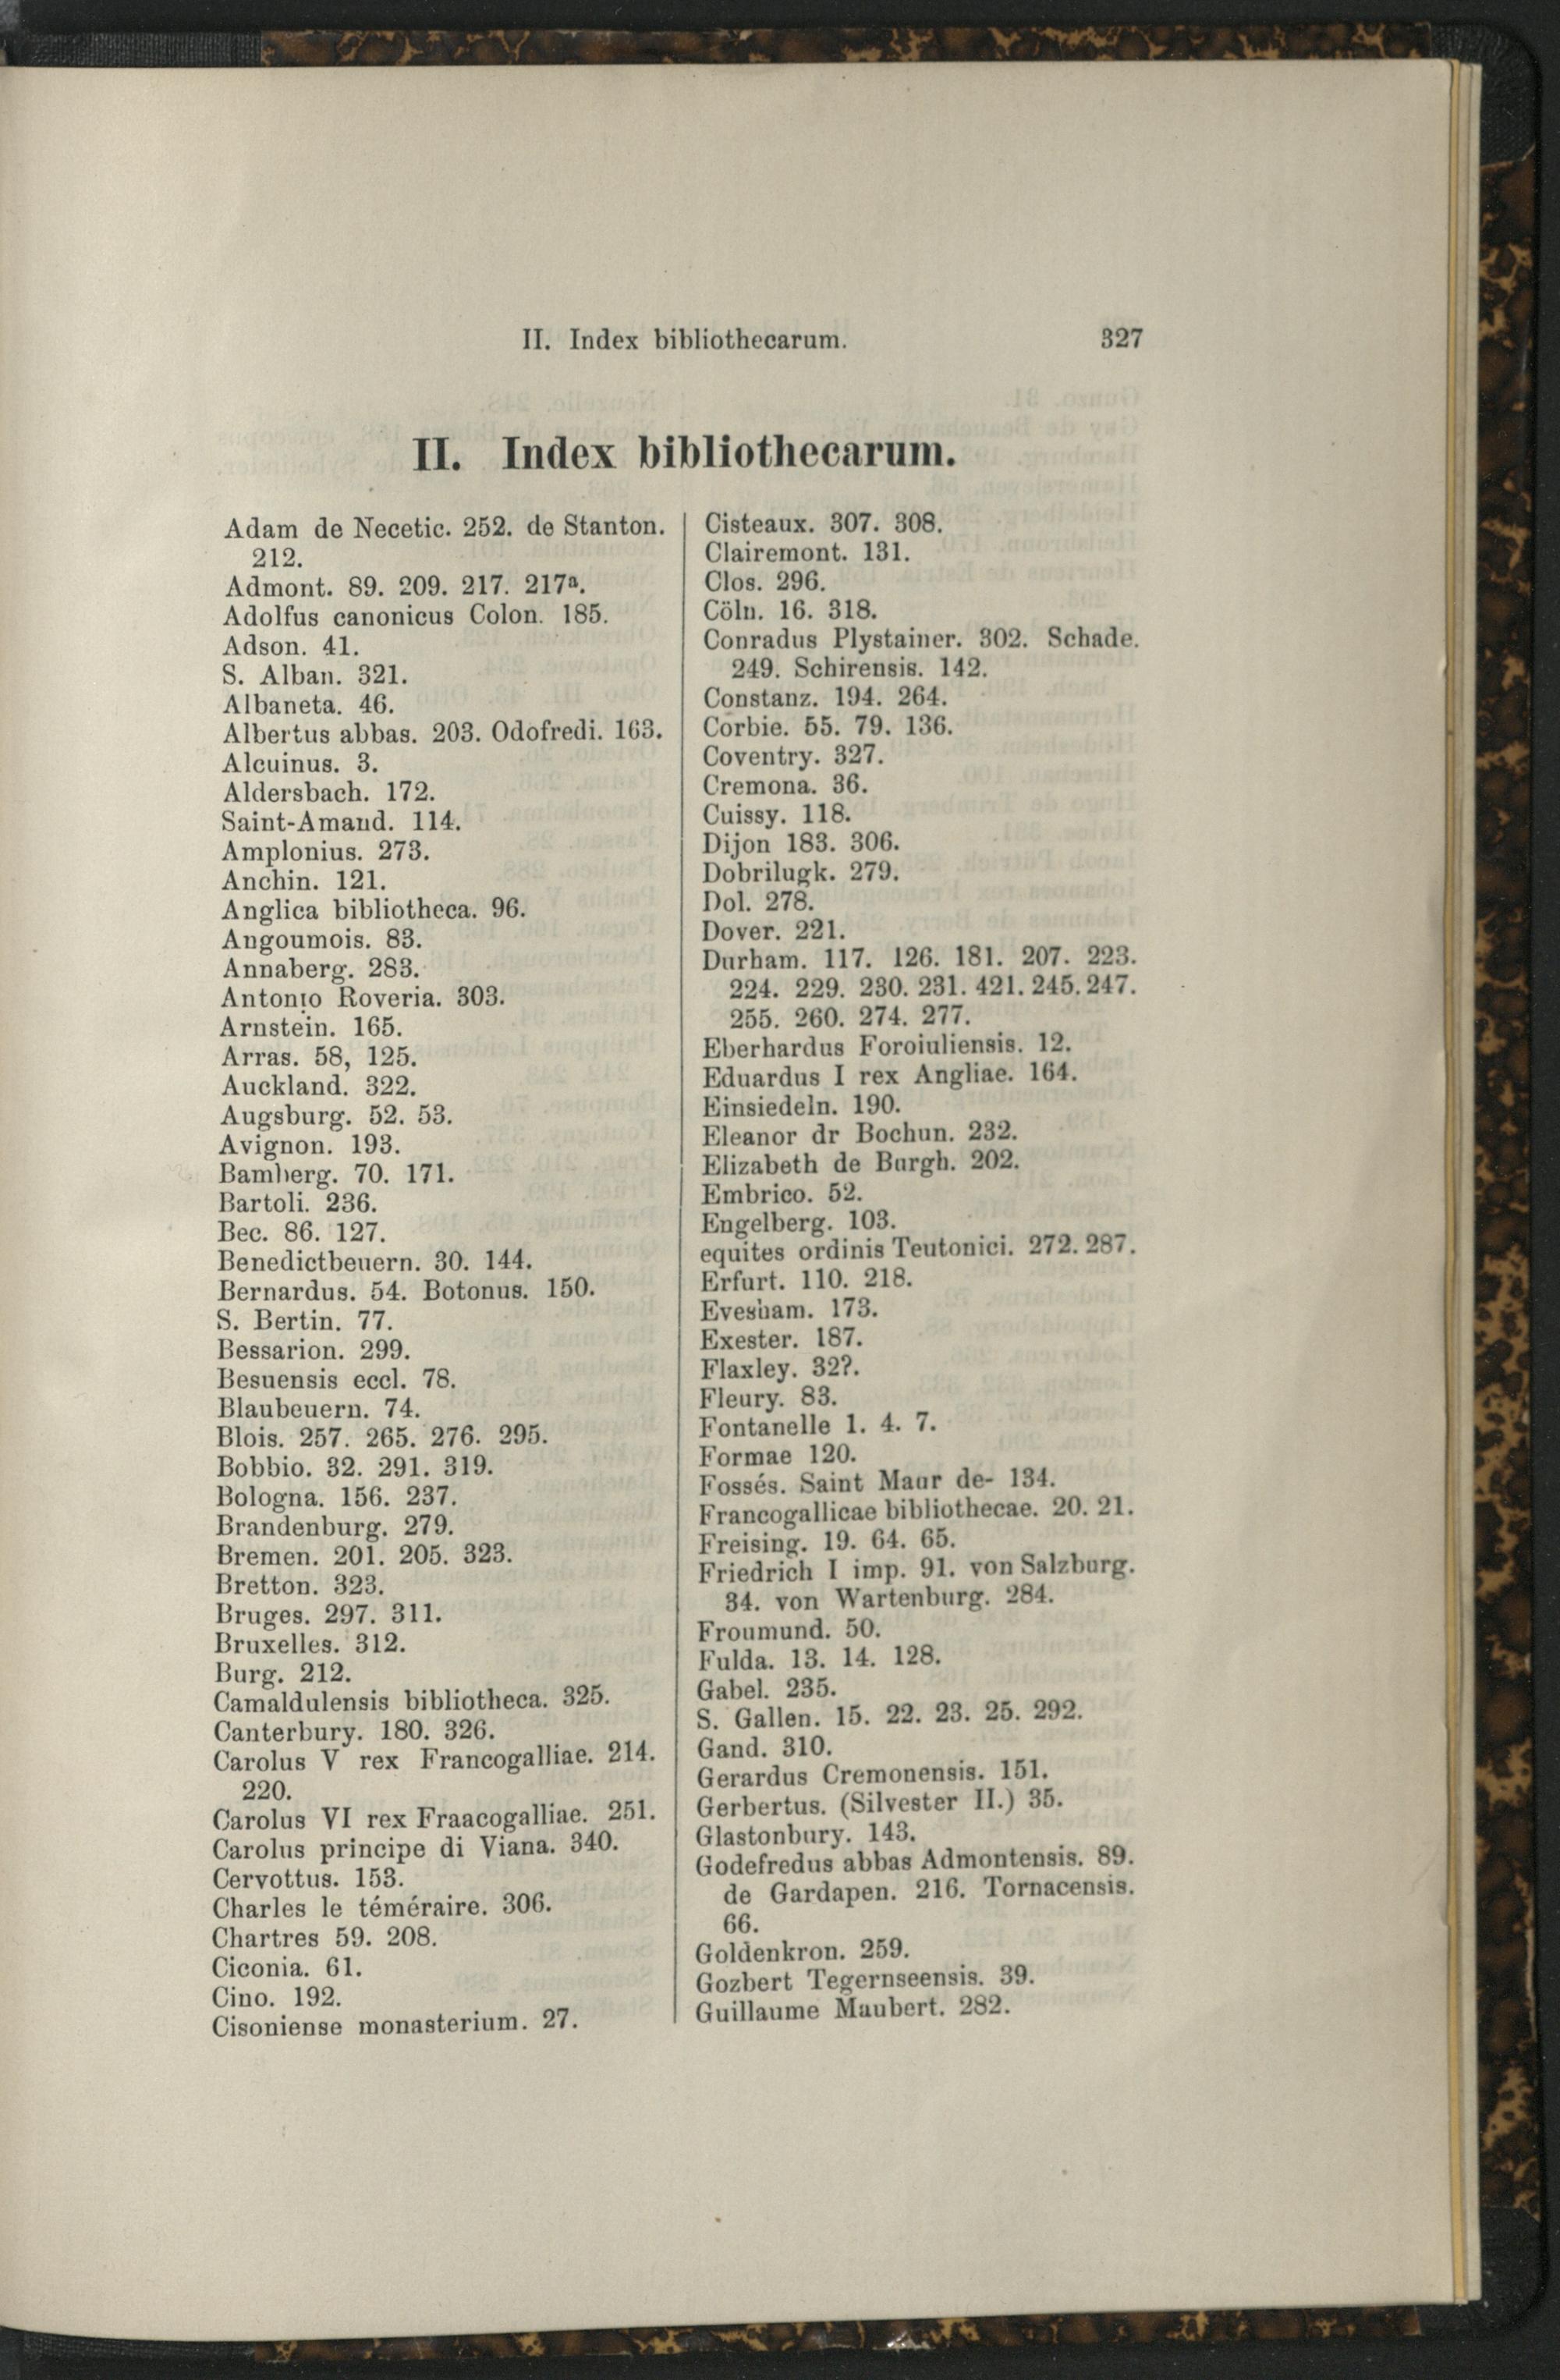 II. Index bibliothecarum. 327
II. Index bibliothecarum.
Adam de Necetic. 252. de Stanton.
212.
Admont. 89. 209. 217. 217ª.
Adolfus canonicus Colon. 185.
Adson. 41.
S. Alban. 321.
Albaneta. 46.
Albertus abbas. 203. Odofredi. 163.
Alcuinus. 3.
Aldersbach. 172.
Saint-Amand. 114.
Amplonius. 273.
Anchin. 121.
Anglica bibliotheca. 96.
Angoumois. 83.
Annaberg. 283.
Antonio Roveria. 303.
Arnstein. 165.
Arras. 58, 125.
Auckland. 322.
Augsburg. 52. 53.
Avignon. 193.
Bamberg. 70. 171.
Bartoli. 236.
Bec. 86. 127.
Benedictbeuern. 30. 144.
Bernardus. 54. Botonus. 150.
S. Bertin. 77.
Bessarion. 299.
Besuensis eccl. 78.
Blaubeuern. 74.
Blois. 257. 265. 276. 295.
Bobbio. 32. 291. 319.
Bologna. 156. 237.
Brandenburg. 279.
Bremen. 201. 205. 323.
Bretton. 323.
Bruges. 297. 311.
Bruxelles. 312.
Burg. 212.
Camaldulensis bibliotheca. 325.
Canterbury. 180. 326.
Carolus V rex Francogalliae. 214.
220.
Carolus VI rex Fraacogalliae. 251.
Carolus principe di Viana. 340.
Cervottus. 153.
Charles le téméraire. 306.
Chartres 59. 208.
Ciconia. 61.
Cino. 192.
Cisoniense monasterium. 27.
Cisteaux. 307. 308.
Clairemont. 131.
Clos. 296.
Cöln. 16. 318.
Conradus Plystainer. 302. Schade.
249. Schirensis. 142.
Constanz. 194. 264.
Corbie. 55. 79. 136.
Coventry. 327.
Cremona. 36.
Cuissy. 118.
Dijon 183. 306.
Dobrilugk. 279.
Dol. 278.
Dover. 221.
Durham. 117. 126. 181. 207. 223.
224. 229. 230. 231. 421. 245. 247.
255. 260. 274. 277.
Eberhardus Foroiuliensis. 12.
Eduardus I rex Angliae. 164.
Einsiedeln. 190.
Eleanor dr Bochun. 232.
Elizabeth de Burgh. 202.
Embrico. 52.
Engelberg. 103.
equites ordinis Teutonici. 272. 287.
Erfurt. 110. 218.
Evesham. 173.
Exester. 187.
Flaxley. 32?.
Fleury. 83.
Fontanelle 1. 4. 7.
Formae 120.
Fossés. Saint Maur de- 134.
Francogallicae bibliothecae. 20. 21.
Freising. 19. 64. 65.
Friedrich I imp. 91. von Salzburg.
34. von Wartenburg. 284.
Froumund. 50.
Fulda. 13. 14. 128.
Gabel. 235.
S. Gallen. 15. 22. 23. 25. 292.
Gand. 310.
Gerardus Cremonensis. 151.
Gerbertus. (Silvester II.) 35.
Glastonbury. 143.
Godefredus abbas Admontensis. 89.
de Gardapen. 216. Tornacensis.
66.
Goldenkron. 259.
Gozbert Tegernseensis. 39.
Guillaume Maubert. 282.